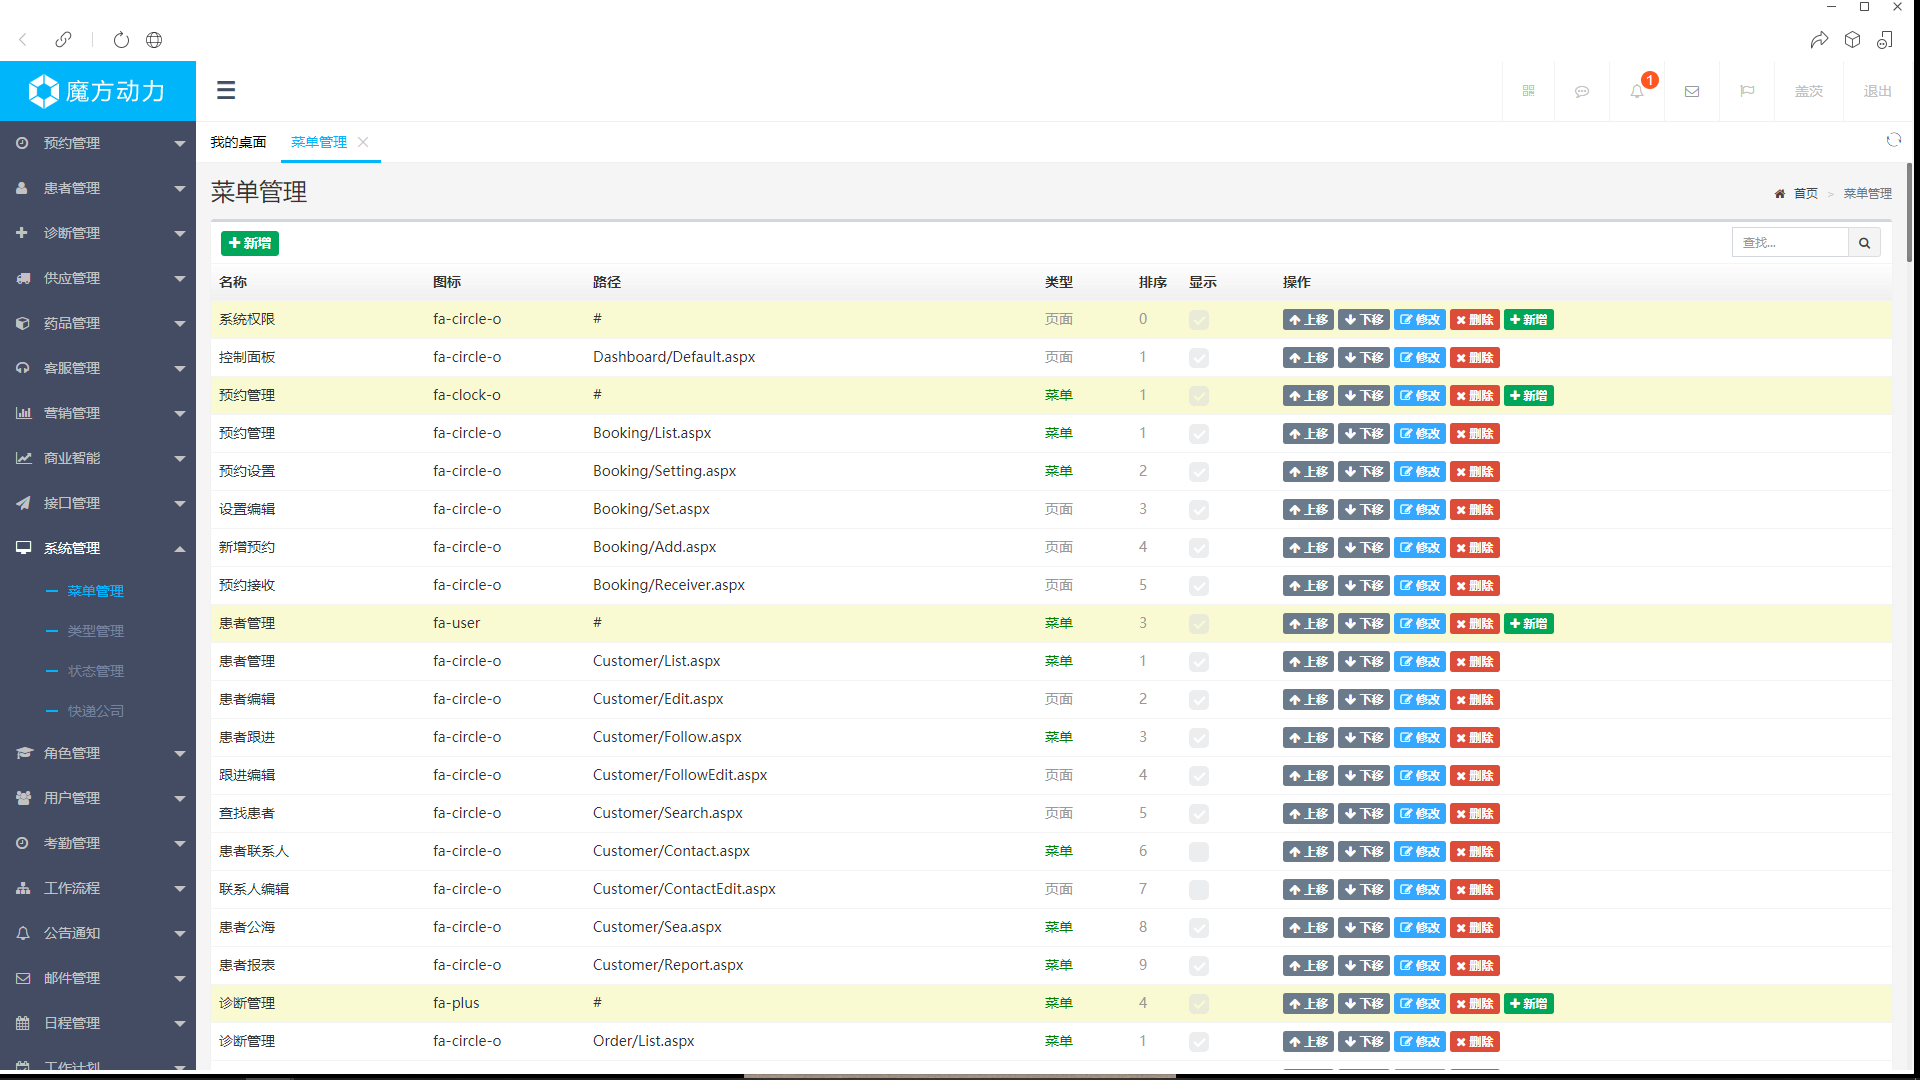 魔方动力
1
盖茨
退出
预约管理
患者管理
诊断管理
供应管理
药品管理
客服管理
营销管理
商业智能
接口管理
系统管理
菜单管理
类型管理
状态管理
快递公司
角色管理
用户管理
考勤管理
工作流程
公告通知
邮件管理
日程管理
工作计划
我的桌面 菜单管理
菜单管理
首页 > 菜单管理
新增
查找...
名称 图标 路径 类型 排序 显示 操作
系统权限 fa-circle-o # 页面 0 上移 下移 修改 删除 新增
控制面板 fa-circle-o Dashboard/Default.aspx 页面 1 上移 下移 修改 删除
预约管理 fa-clock-o # 菜单 1 上移 下移 修改 删除 新增
预约管理 fa-circle-o Booking/List.aspx 菜单 1 上移 下移 修改 删除
预约设置 fa-circle-o Booking/Setting.aspx 菜单 2 上移 下移 修改 删除
设置编辑 fa-circle-o Booking/Set.aspx 页面 3 上移 下移 修改 删除
新增预约 fa-circle-o Booking/Add.aspx 页面 4 上移 下移 修改 删除
预约接收 fa-circle-o Booking/Receiver.aspx 页面 5 上移 下移 修改 删除
患者管理 fa-user # 菜单 3 上移 下移 修改 删除 新增
患者管理 fa-circle-o Customer/List.aspx 菜单 1 上移 下移 修改 删除
患者编辑 fa-circle-o Customer/Edit.aspx 页面 2 上移 下移 修改 删除
患者跟进 fa-circle-o Customer/Follow.aspx 菜单 3 上移 下移 修改 删除
跟进编辑 fa-circle-o Customer/FollowEdit.aspx 页面 4 上移 下移 修改 删除
查找患者 fa-circle-o Customer/Search.aspx 页面 5 上移 下移 修改 删除
患者联系人 fa-circle-o Customer/Contact.aspx 菜单 6 上移 下移 修改 删除
联系人编辑 fa-circle-o Customer/ContactEdit.aspx 页面 7 上移 下移 修改 删除
患者公海 fa-circle-o Customer/Sea.aspx 菜单 8 上移 下移 修改 删除
患者报表 fa-circle-o Customer/Report.aspx 菜单 9 上移 下移 修改 删除
诊断管理 fa-plus # 菜单 4 上移 下移 修改 删除 新增
诊断管理 fa-circle-o Order/List.aspx 菜单 1 上移 下移 修改 删除